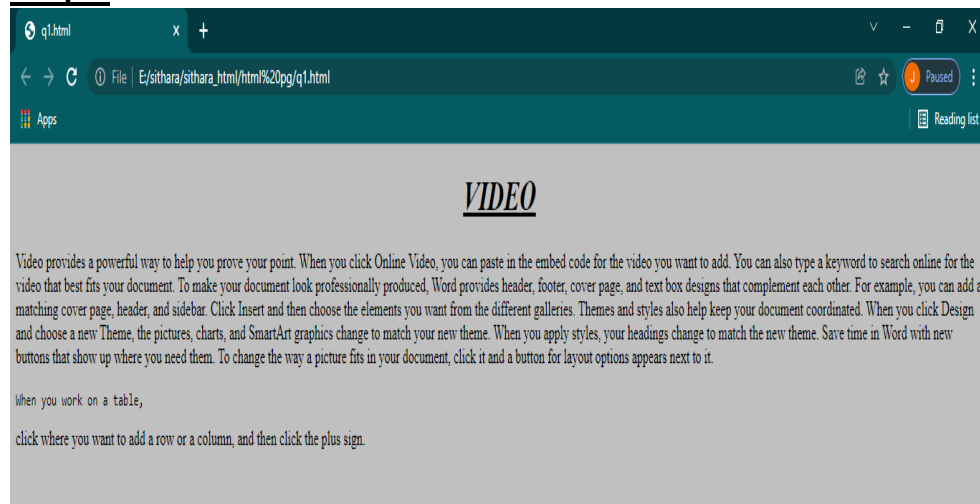 q1.html
File E:/sithara/sithara_html/html%20pg/q1.html
J Paused
Apps
Reading list
VIDEO
Video provides a powerful way to help you prove your point. When you click Online Video, you can paste in the embed code for the video you want to add. You can also type a keyword to search online for the
video that best fits your document. To make your document look professionally produced, Word provides header, footer, cover page, and text box designs that complement each other. For example, you can add a
matching cover page, header, and sidebar. Click Insert and then choose the elements you want from the different galleries. Themes and styles also help keep your document coordinated. When you click Design
and choose a new Theme, the pictures, charts, and SmartArt graphics change to match your new theme. When you apply styles, your headings change to match the new theme. Save time in Word with new
buttons that show up where you need them. To change the way a picture fits in your document, click it and a button for layout options appears next to it.
When you work on a table,
click where you want to add a row or a column, and then click the plus sign.